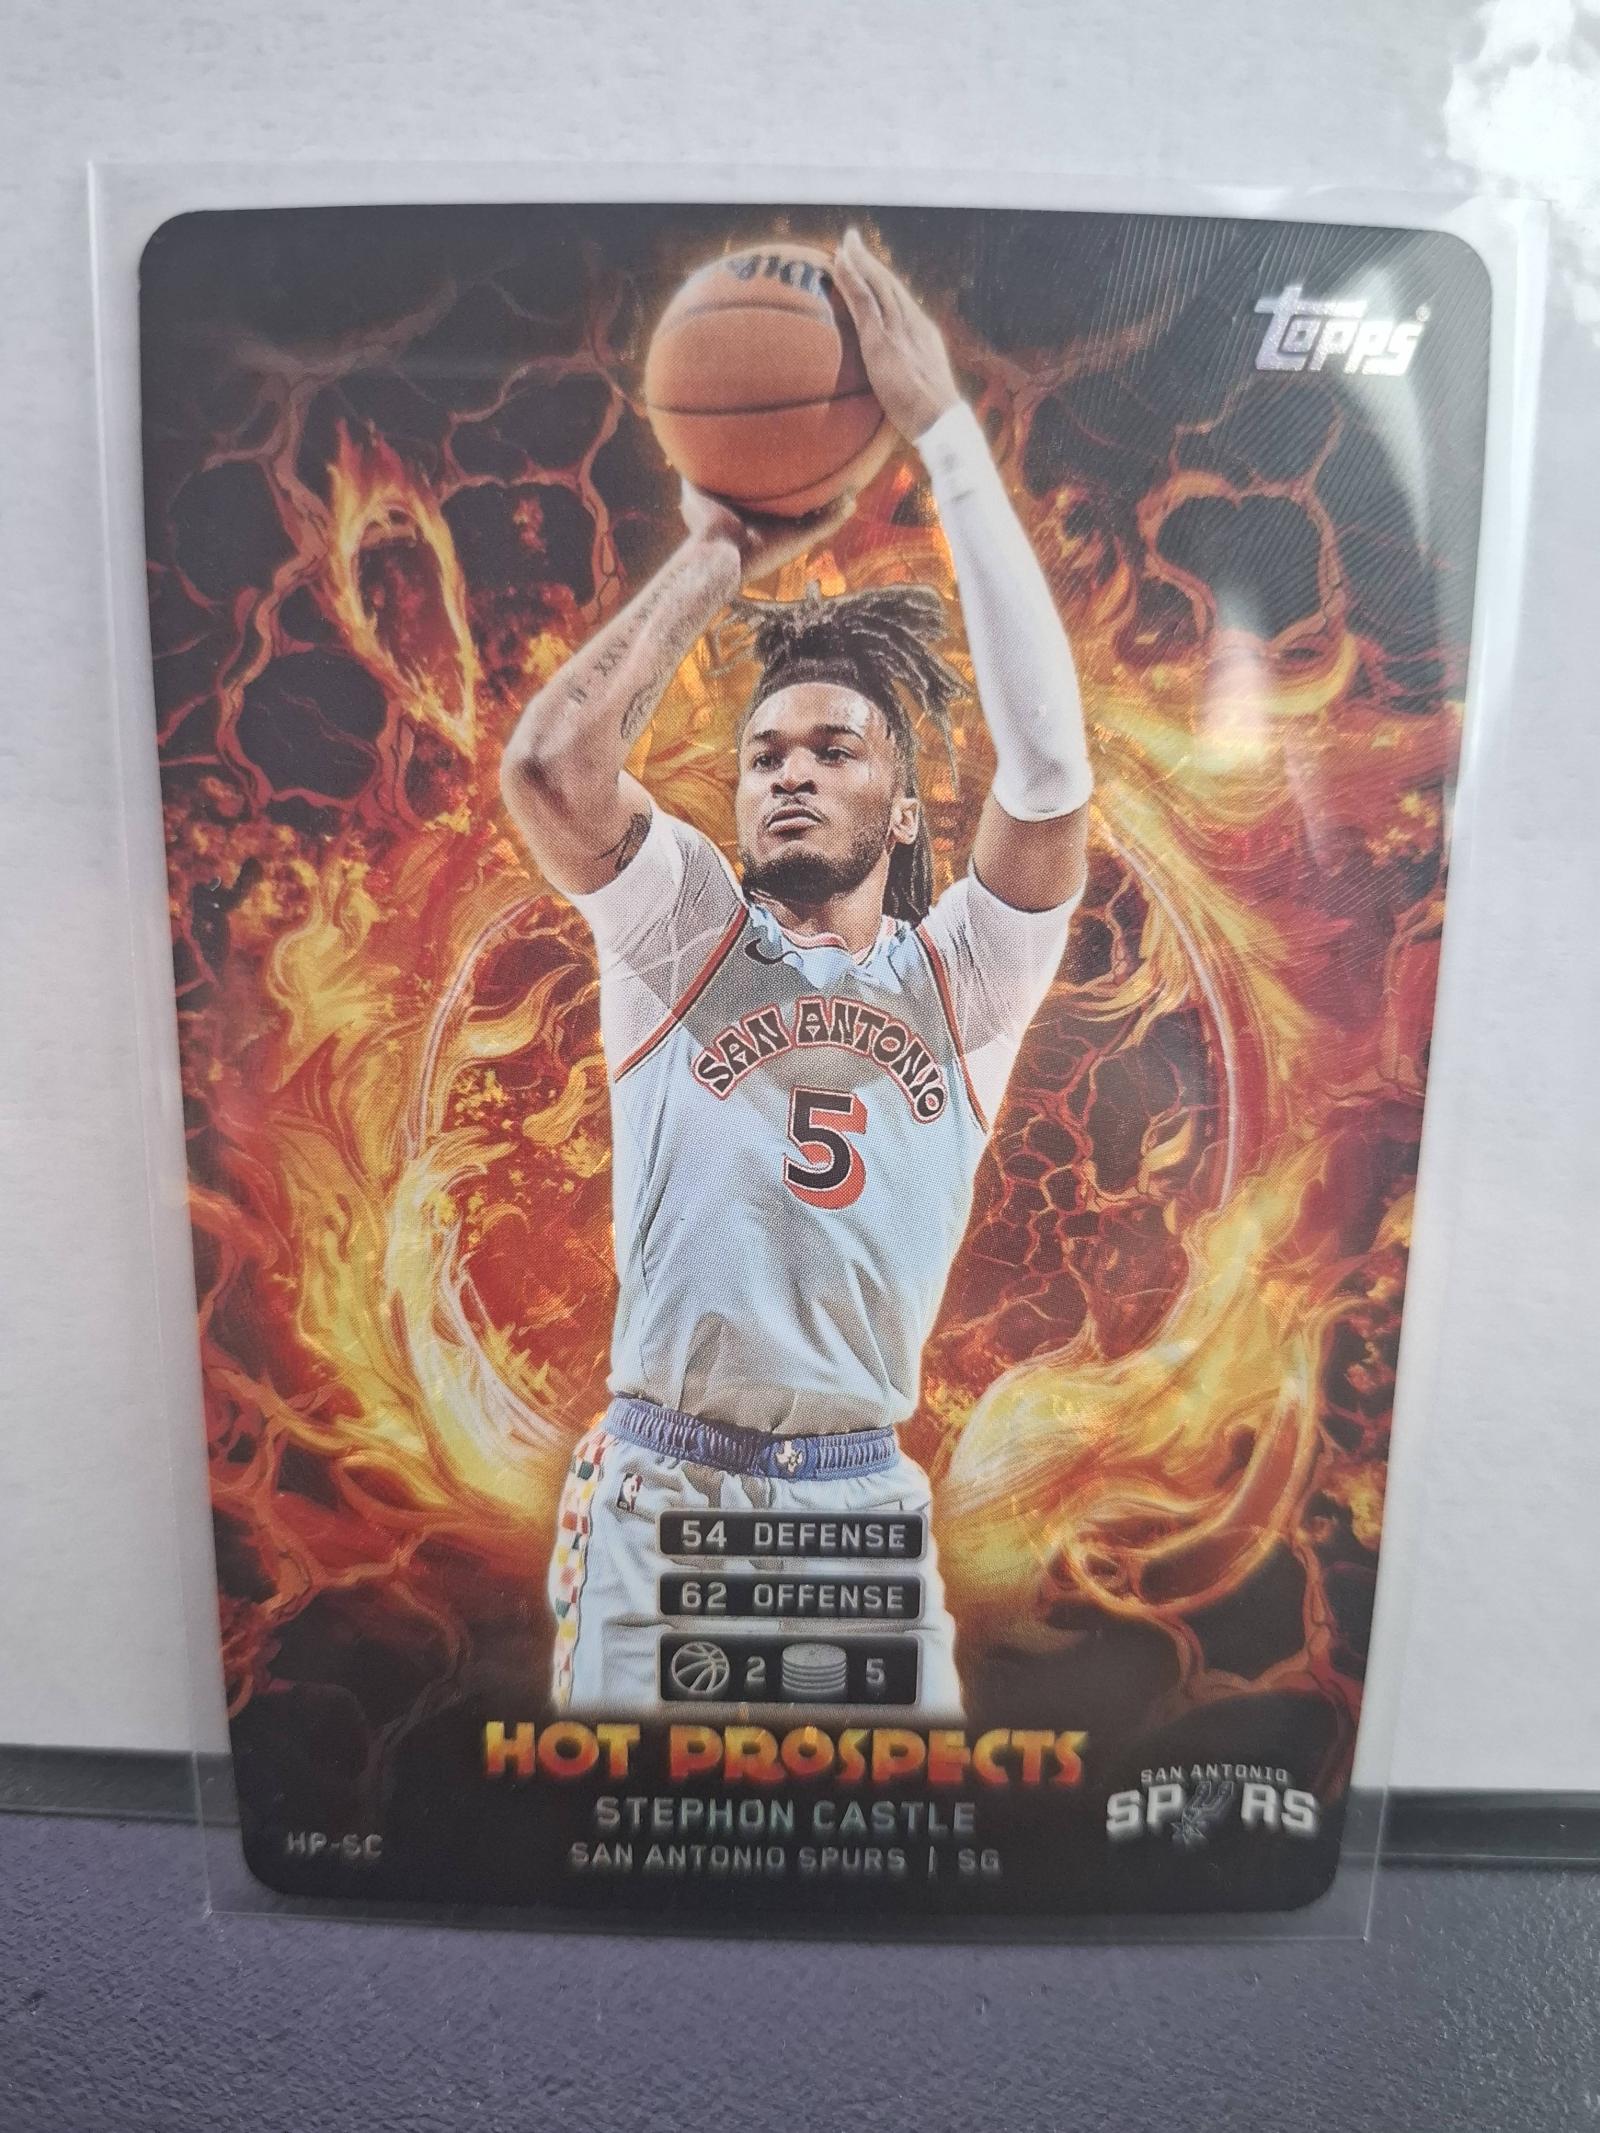 topps
SAN ANTONIO
5
54 DEFENSE
62 OFFENSE
2 5
HOT PROSPECTS
STEPHON CASTLE
SAN ANTONIO SPURS | SG
HP-SC
SAN ANTONIO
SPURS